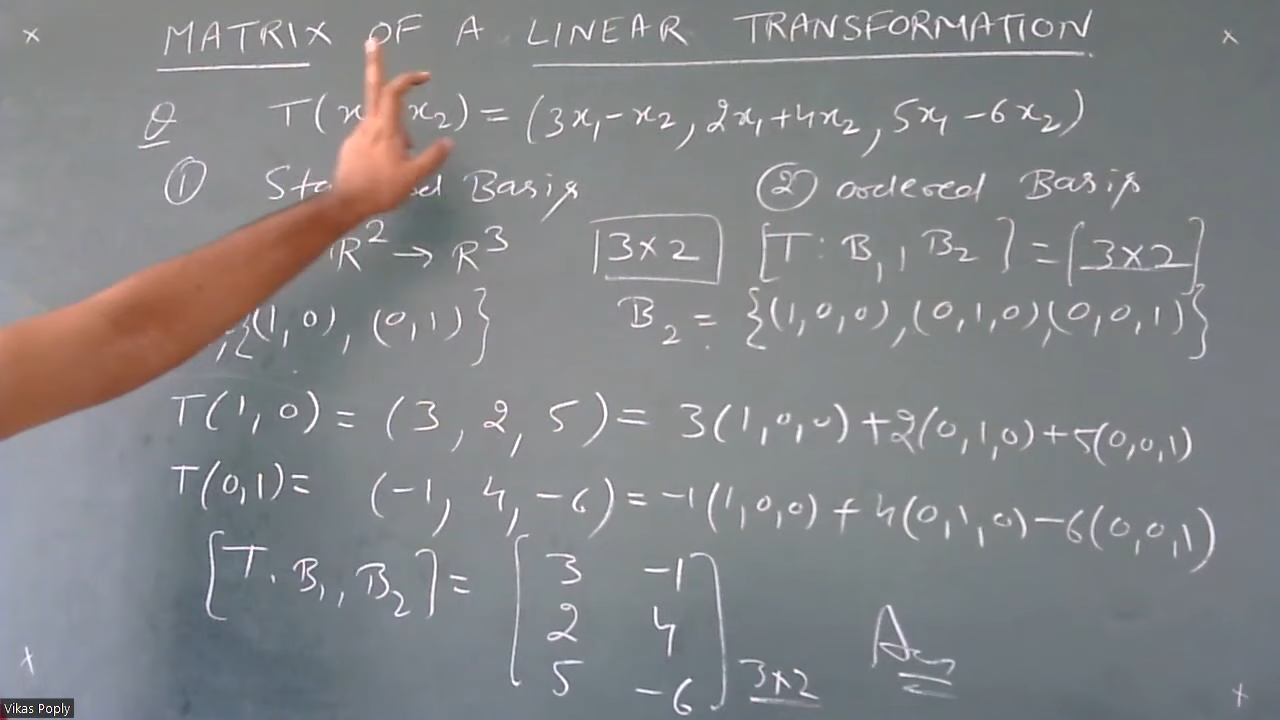 MATRIX OF A LINEAR TRANSFORMATION
Q T(x x2) = (3x1 - x2, 2x1 + 4x2, 5x1 - 6x2)
① Basis ② ordered Basis
R² → R³ 3×2 [T : B1, B2] = [3×2]
{(1,0), (0,1)} B2 = {(1,0,0), (0,1,0), (0,0,1)}
T(1,0) = (3, 2, 5) = 3(1,0,0) + 2(0,1,0) + 5(0,0,1)
T(0,1) = (-1, 4, -6) = -1(1,0,0) + 4(0,1,0) - 6(0,0,1)
[T. B1, B2] = [3 -1
2 4
5 -6] 3×2 Ans
Vikas Poply